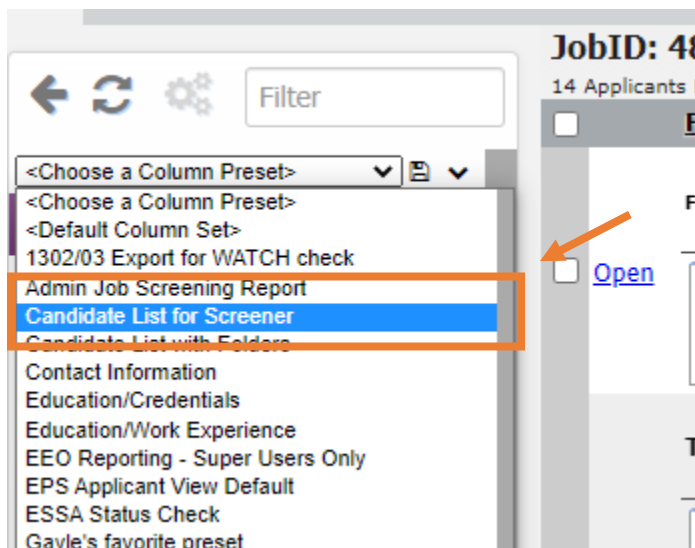 JobID: 48
14 Applicants
Filter
<Choose a Column Preset>
<Choose a Column Preset>
<Default Column Set>
1302/03 Export for WATCH check
Admin Job Screening Report
Open
Candidate List for Screener
Candidate List with Folders
Contact Information
Education/Credentials
Education/Work Experience
EEO Reporting - Super Users Only
EPS Applicant View Default
ESSA Status Check
Gayle's favorite preset